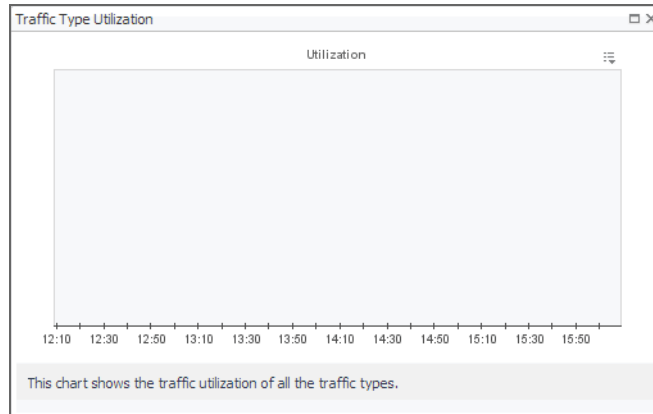 Traffic Type Utilization
Utilization
12:10 12:30 12:50 13:10 13:30 13:50 14:10 14:30 14:50 15:10 15:30 15:50
This chart shows the traffic utilization of all the traffic types.